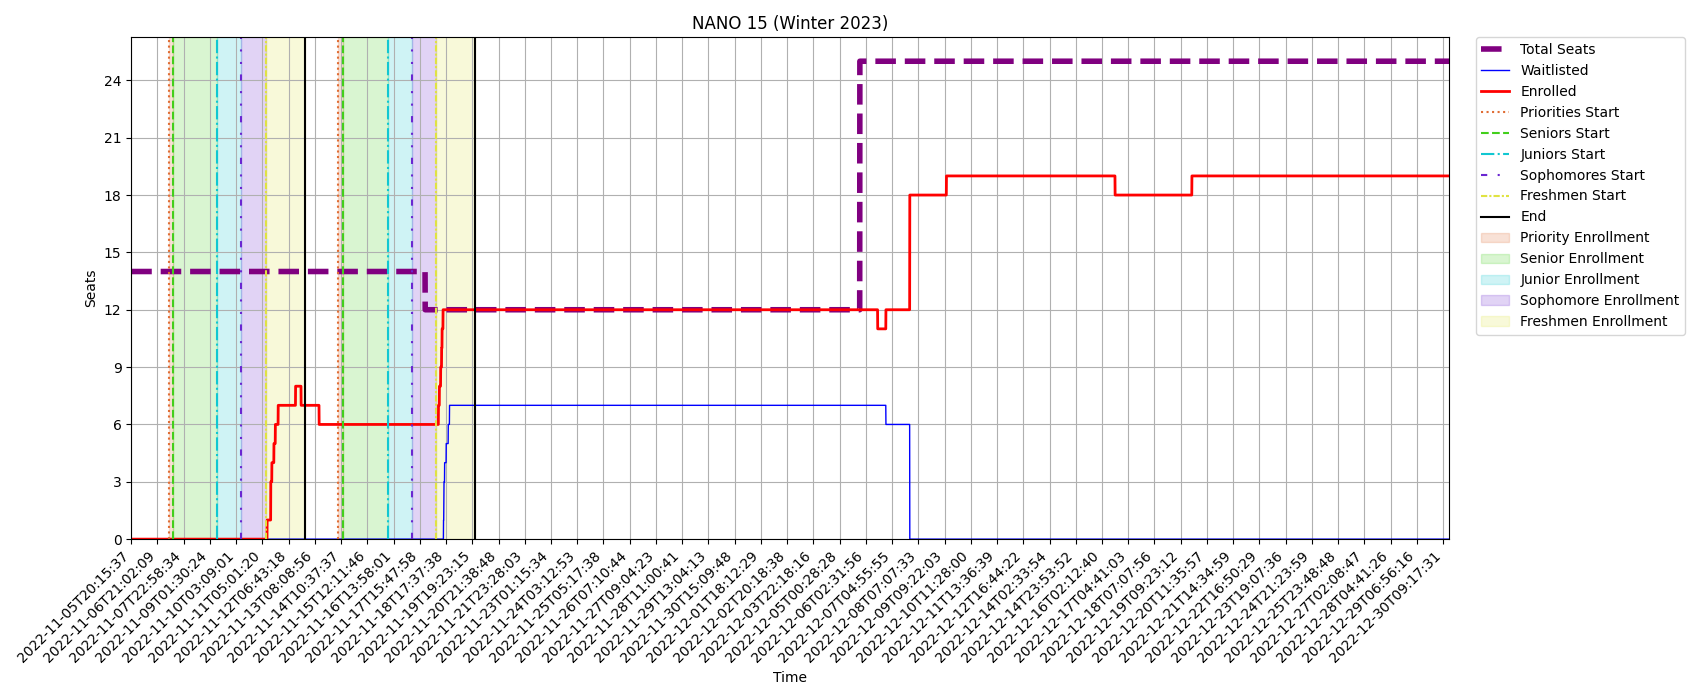 NANO 15 (Winter 2023)
24
21
18
15
12
9
6
3
0
Seats
2022-11-05T20:15:37
2022-11-06T21:02:09
2022-11-07T22:58:34
2022-11-09T01:30:24
2022-11-10T03:09:01
2022-11-11T05:01:20
2022-11-12T06:43:18
2022-11-13T08:08:56
2022-11-14T10:37:37
2022-11-15T12:11:46
2022-11-16T13:58:01
2022-11-17T15:47:58
2022-11-18T17:37:38
2022-11-19T19:23:15
2022-11-20T21:38:48
2022-11-21T23:28:03
2022-11-23T01:15:34
2022-11-24T03:12:53
2022-11-25T05:17:38
2022-11-26T07:10:44
2022-11-27T09:04:23
2022-11-28T11:00:41
2022-11-29T13:04:13
2022-11-30T15:09:48
2022-12-01T18:12:29
2022-12-02T20:18:38
2022-12-03T22:18:16
2022-12-05T00:28:28
2022-12-06T02:31:56
2022-12-07T04:55:55
2022-12-08T07:07:33
2022-12-09T09:22:03
2022-12-10T11:28:00
2022-12-11T13:36:39
2022-12-12T16:44:22
2022-12-14T02:33:54
2022-12-14T23:53:52
2022-12-16T02:12:40
2022-12-17T04:41:03
2022-12-18T07:07:56
2022-12-19T09:23:12
2022-12-20T11:35:57
2022-12-21T14:34:59
2022-12-22T16:50:29
2022-12-23T19:07:36
2022-12-24T21:23:59
2022-12-25T23:48:48
2022-12-27T02:08:47
2022-12-28T04:41:26
2022-12-29T06:56:16
2022-12-30T09:17:31
Time
Total Seats
Waitlisted
Enrolled
Priorities Start
Seniors Start
Juniors Start
Sophomores Start
Freshmen Start
End
Priority Enrollment
Senior Enrollment
Junior Enrollment
Sophomore Enrollment
Freshmen Enrollment